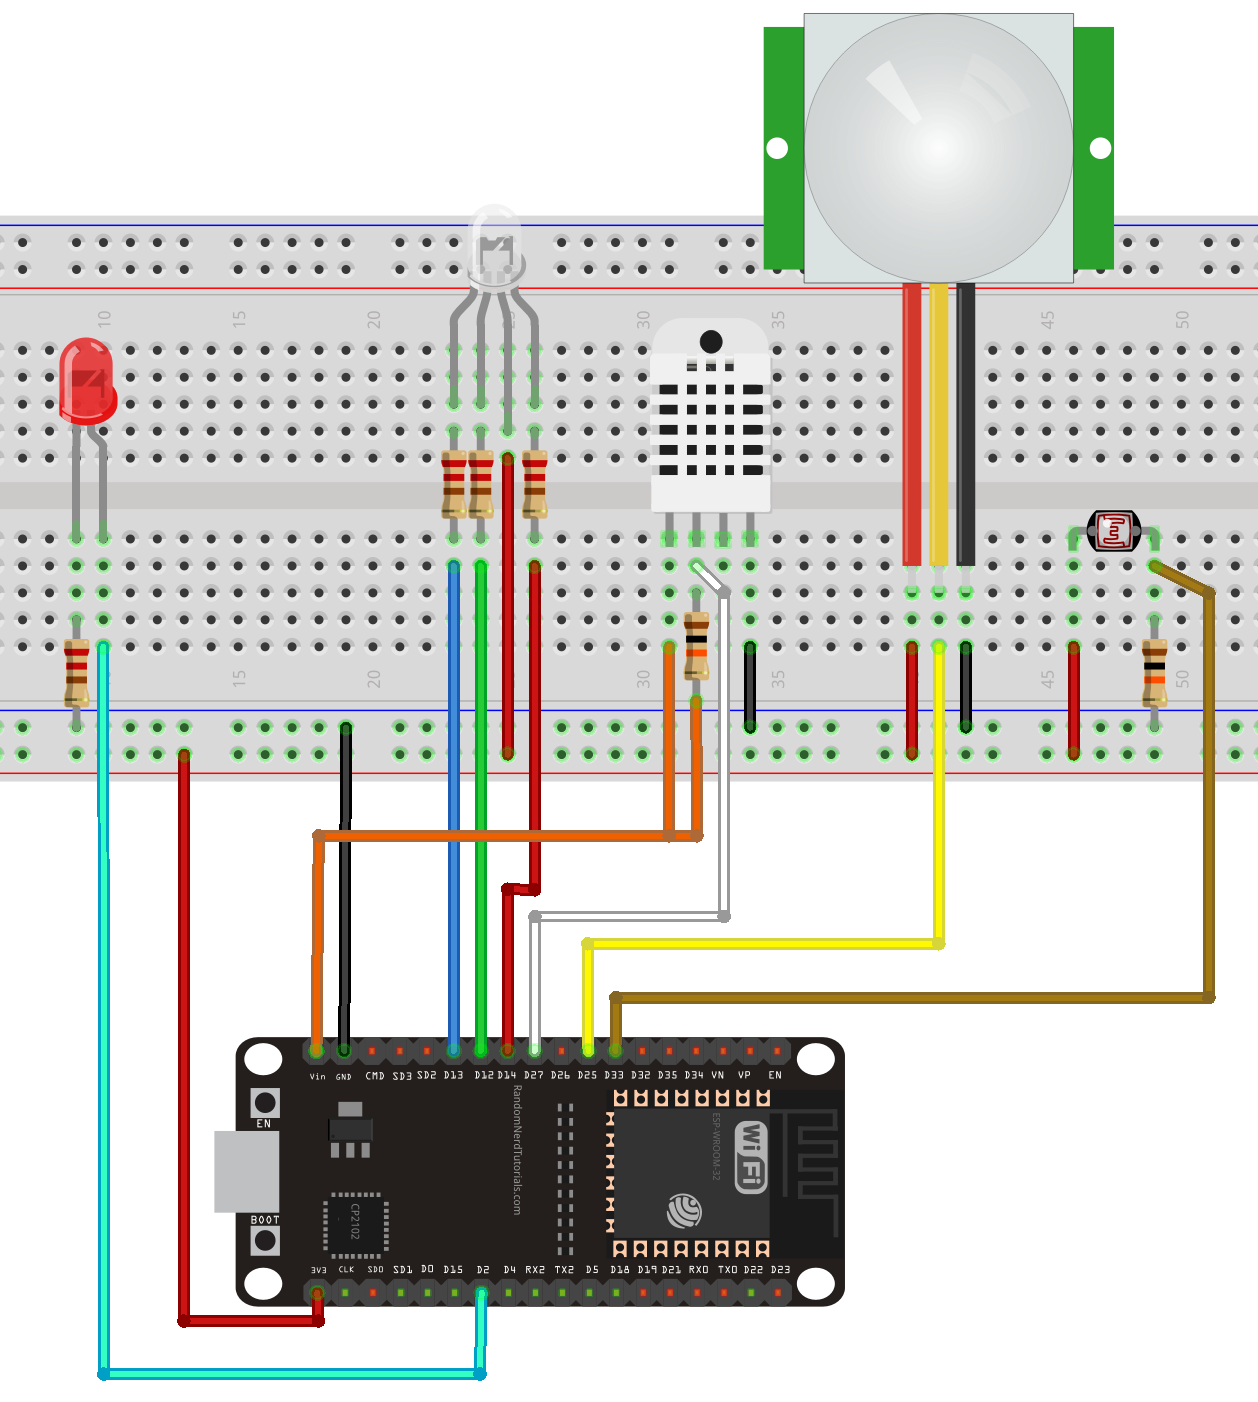 10 15 20 25 30 35 45 50
15 20 30 35 45 50
Vin GND CMD SD3 SD2 D13 D12 D14 D27 D26 D25 D33 D32 D35 D34 VN VP EN
EN
RandomNerdTutorials.com
ESP-WROOM-32
WiFi
CP2102
BOOT
3V3 CLK SD0 SD1 D0 D15 D2 D4 RX2 TX2 D5 D18 D19 D21 RX0 TX0 D22 D23